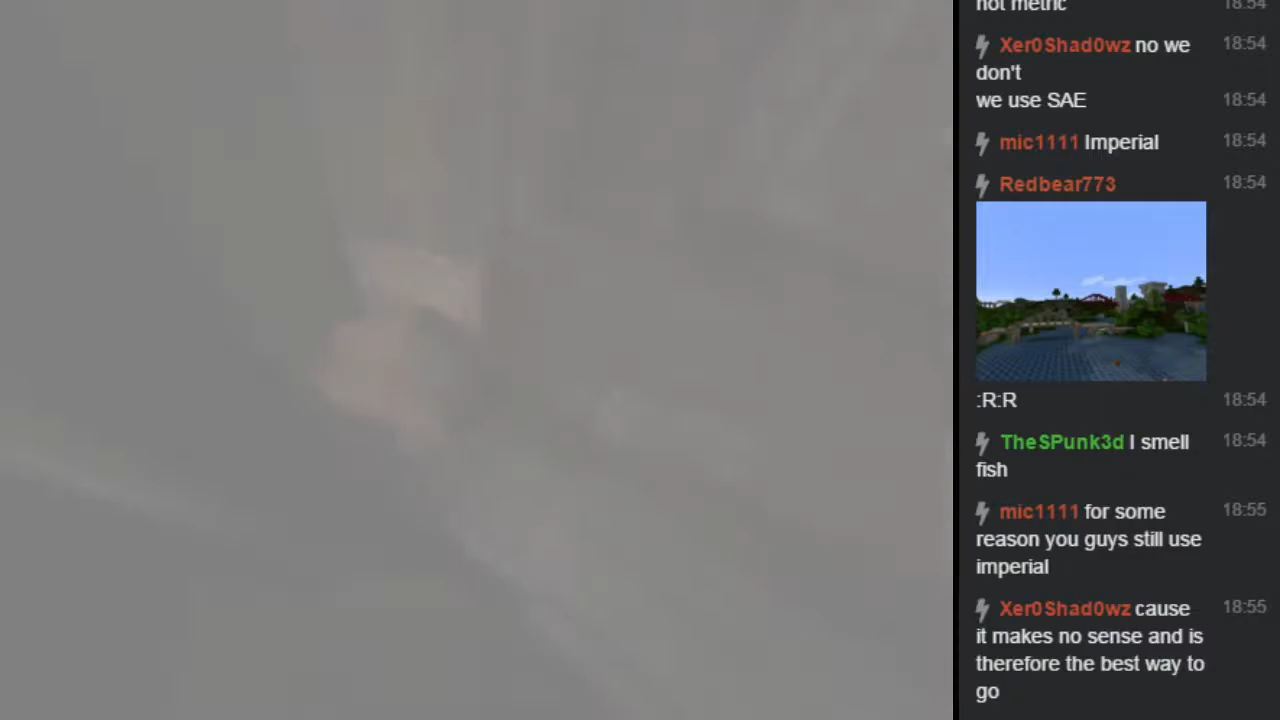 not metric 18:54
Xer0Shad0wz no we 18:54
don't
we use SAE 18:54
mic1111 Imperial 18:54
Redbear773 18:54
:R:R 18:54
TheSPunk3d I smell 18:54
fish
mic1111 for some 18:55
reason you guys still use
imperial
Xer0Shad0wz cause 18:55
it makes no sense and is
therefore the best way to
go